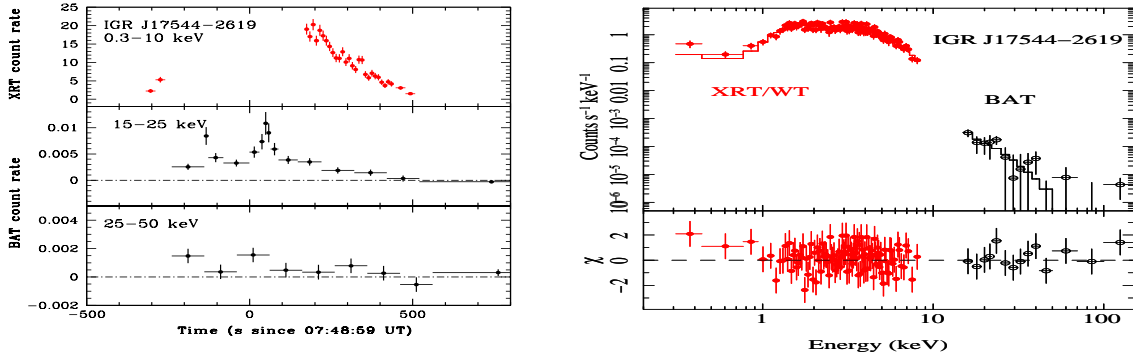 IGR J17544−2619
0.3−10 keV
XRT count rate
25
20
15
10
5
0
15−25 keV
0.01
0.005
0
BAT count rate
25−50 keV
0.004
0.002
0
−0.002
−500
0
500
Time (s since 07:48:59 UT)
IGR J17544−2619
XRT/WT
BAT
Counts s⁻¹ keV⁻¹
1
0.1
0.01
10⁻³
10⁻⁴
10⁻⁵
10⁻⁶
χ
2
0
−2
1
10
100
Energy (keV)